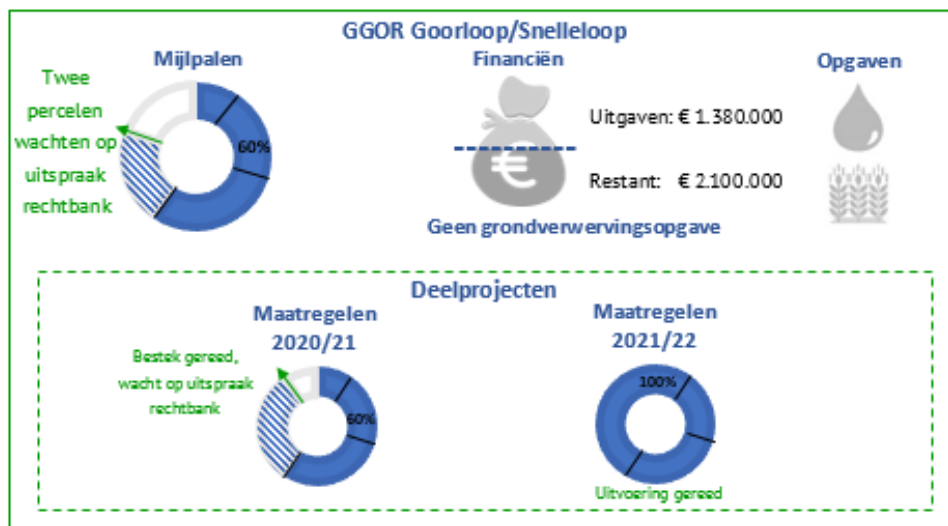 GGOR Goorloop/Snelleloop
Mijlpalen
Twee
percelen
wachten op
uitspraak
rechtbank
60%
Financiën
€
Uitgaven: € 1.380.000
Restant: € 2.100.000
Geen grondverwervingsopgave
Opgaven
Deelprojecten
Maatregelen
2020/21
Bestek gereed,
wacht op uitspraak
rechtbank
60%
Maatregelen
2021/22
100%
Uitvoering gereed